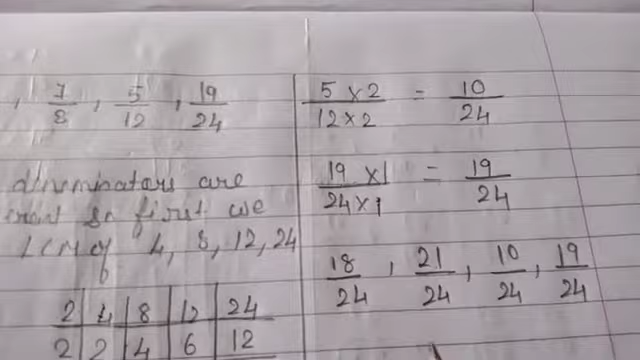 , 7/8 , 5/12 , 19/24
are
first we
LCM of 4, 8, 12, 24
2 | 4 | 8 | 12 | 24
2 | 2 | 4 | 6 | 12
5 × 2 / 12 × 2 = 10/24
19 × 1 / 24 × 1 = 19/24
18/24 , 21/24 , 10/24 , 19/24